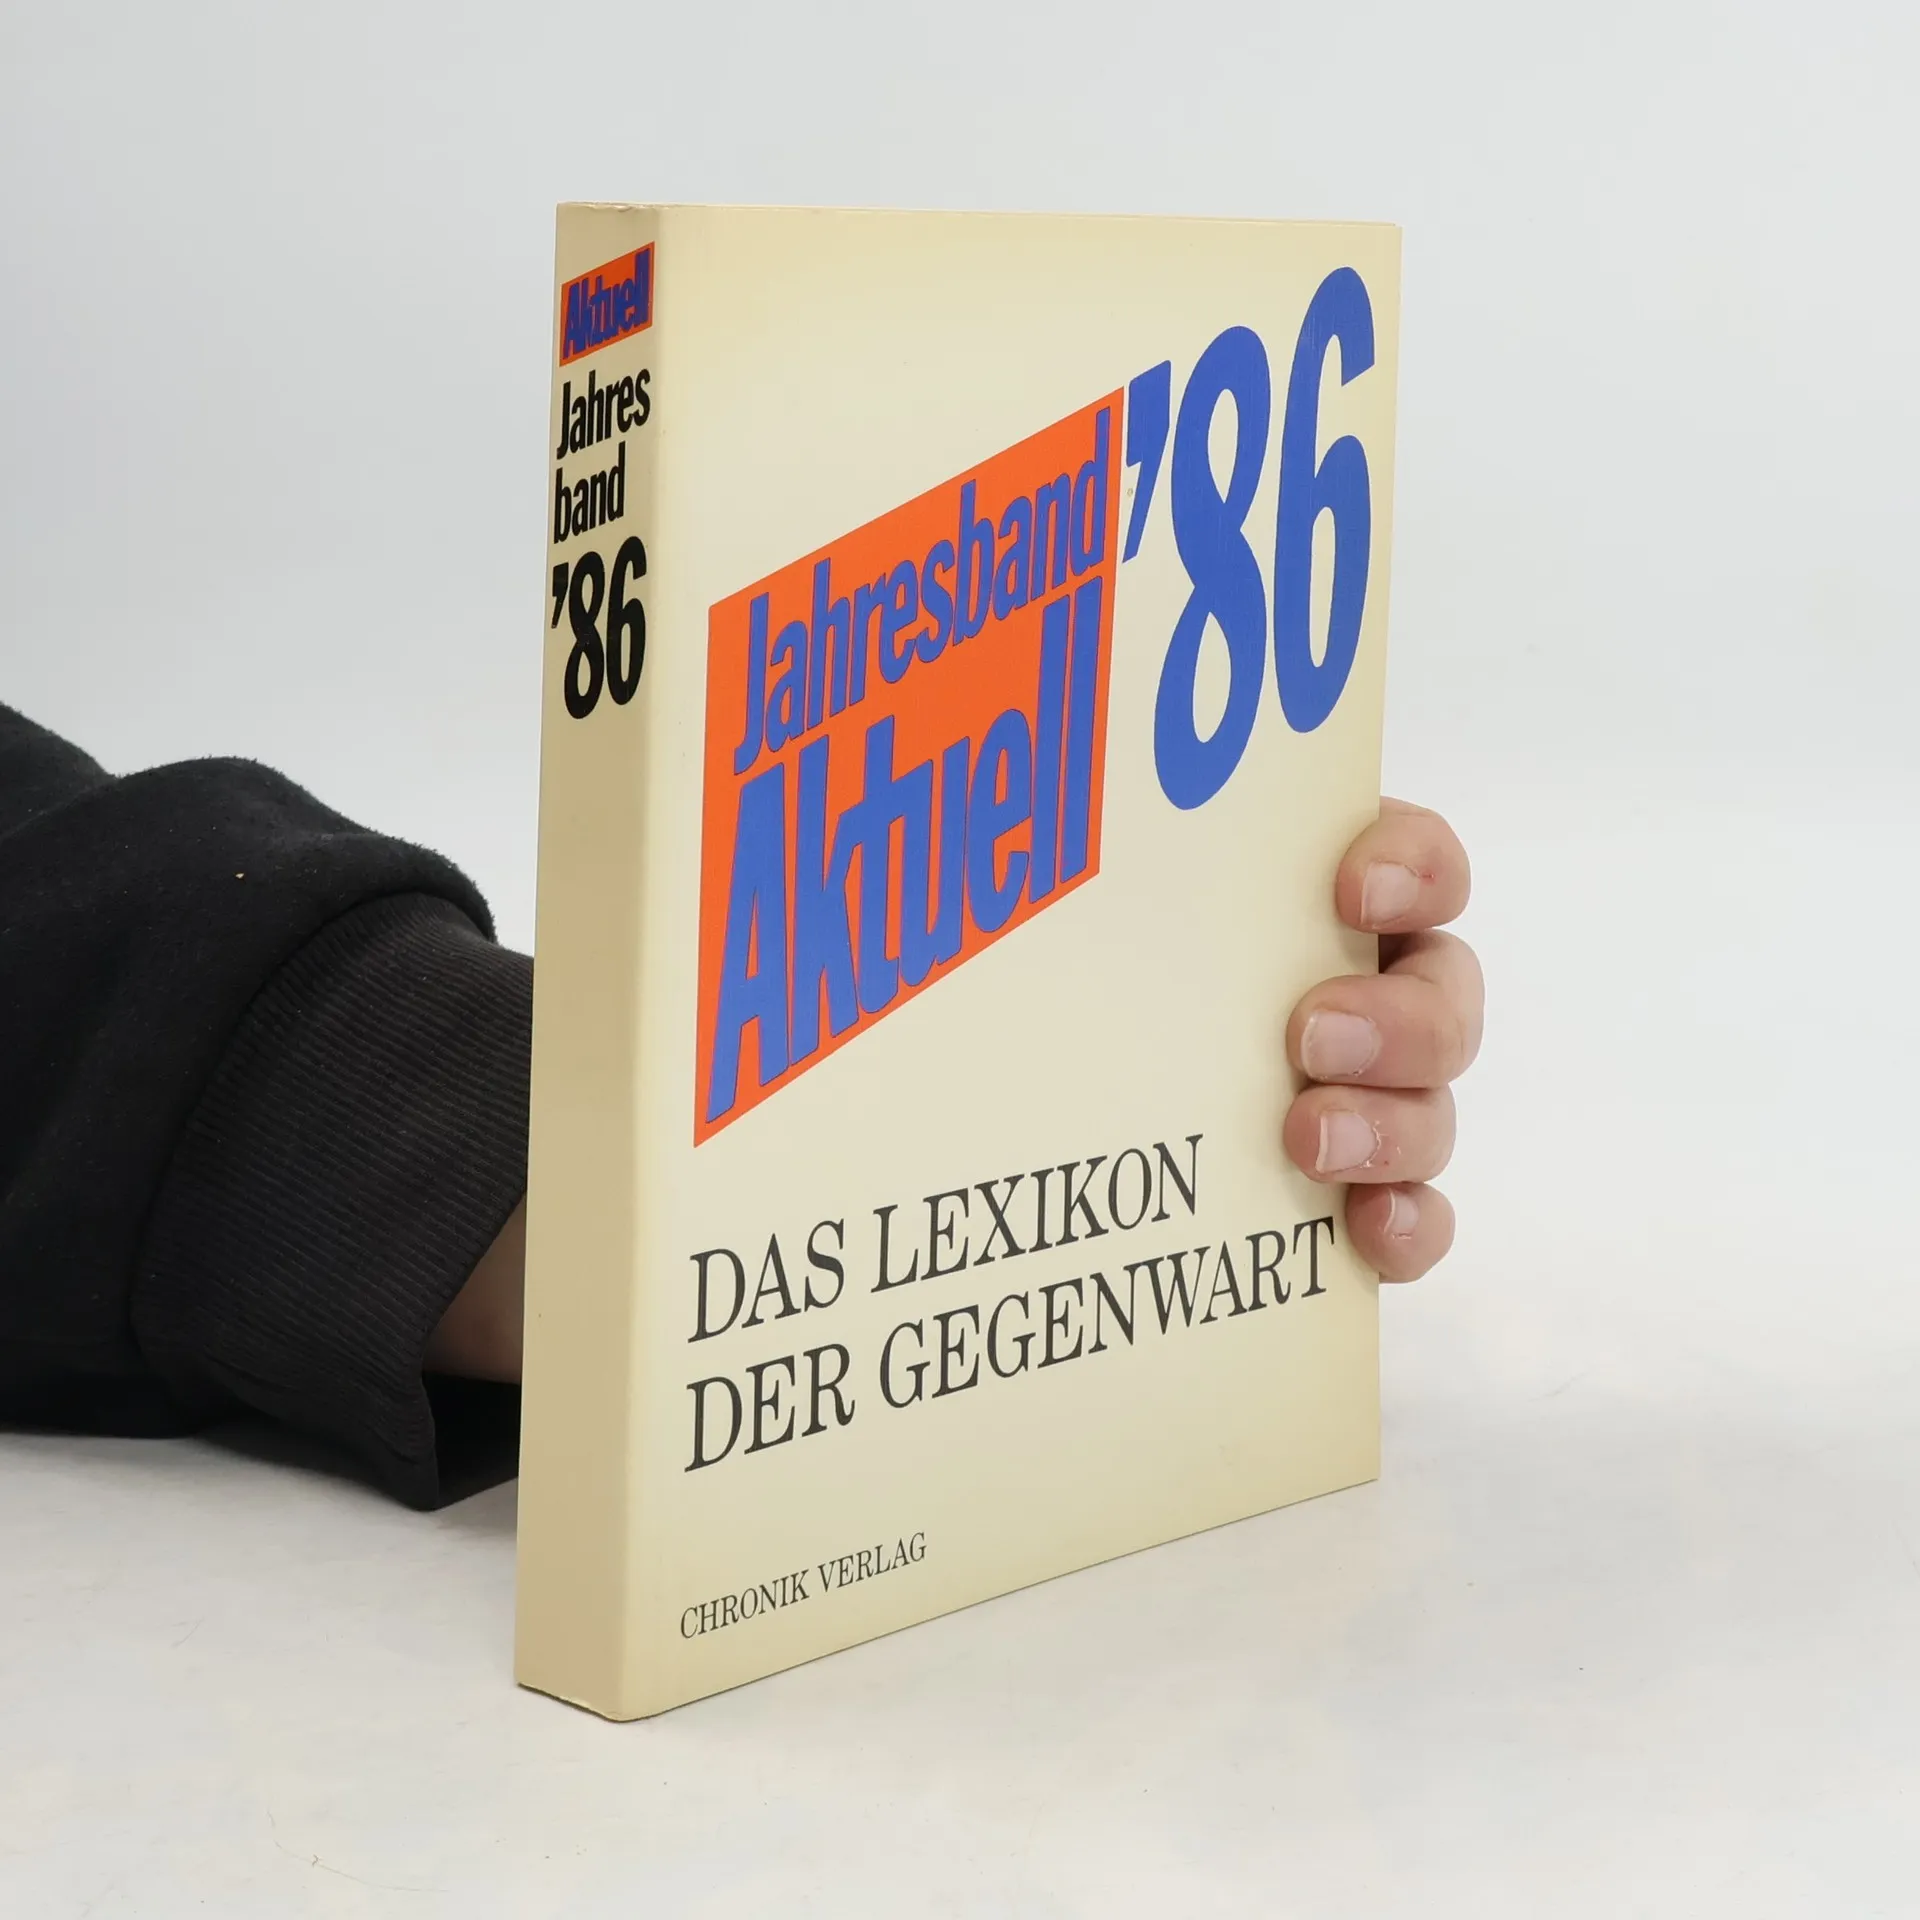 Aktuell
Jahres
band
’86
Jahresband
Aktuell
’86
DAS LEXIKON
DER GEGENWART
CHRONIK VERLAG